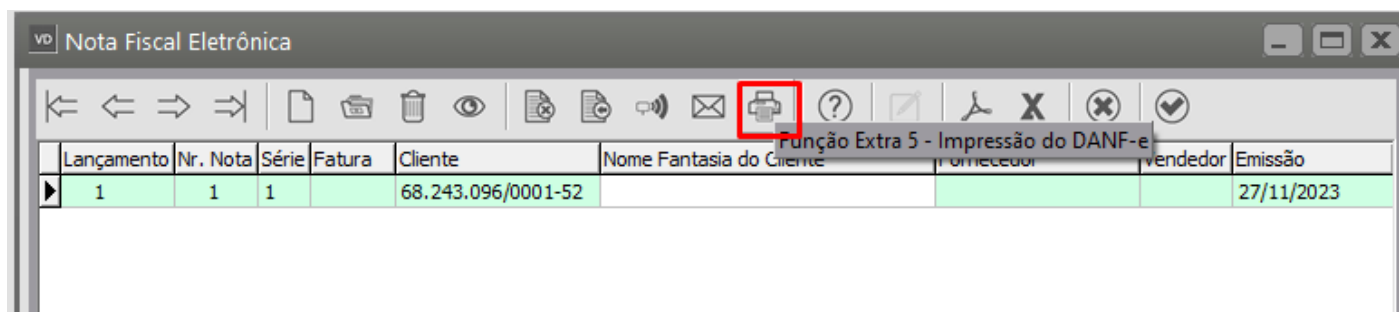 VD Nota Fiscal Eletrônica
Função Extra 5 - Impressão do DANF-e
Lançamento Nr. Nota Série Fatura Cliente Nome Fantasia do Cliente Fornecedor Vendedor Emissão
1 1 1 68.243.096/0001-52 27/11/2023